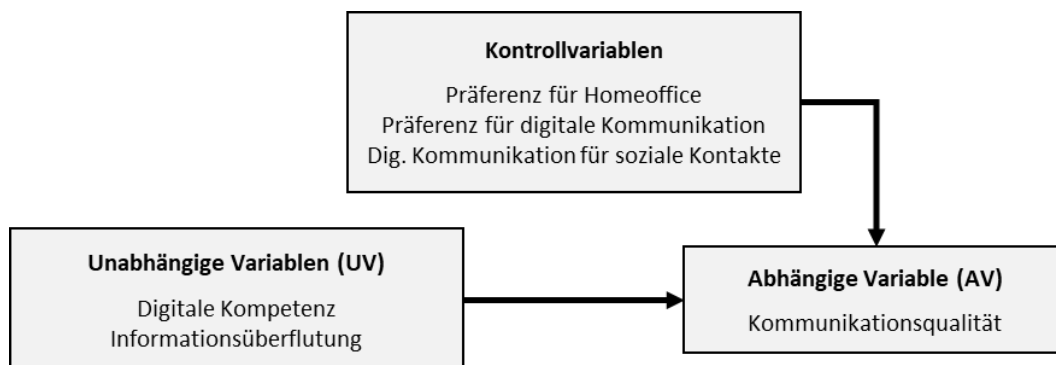 Kontrollvariablen
Präferenz für Homeoffice
Präferenz für digitale Kommunikation
Dig. Kommunikation für soziale Kontakte
Unabhängige Variablen (UV)
Digitale Kompetenz
Informationsüberflutung
Abhängige Variable (AV)
Kommunikationsqualität